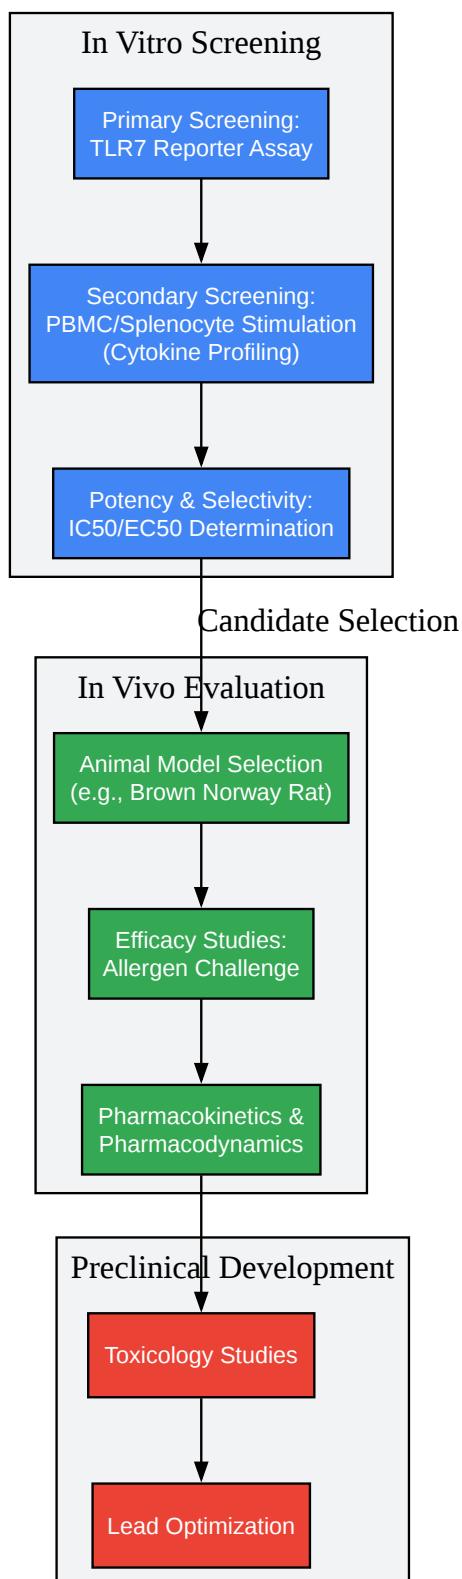 In Vitro Screening
Primary Screening:
TLR7 Reporter Assay
Secondary Screening:
PBMC/Splenocyte Stimulation
(Cytokine Profiling)
Potency & Selectivity:
IC50/EC50 Determination
Candidate Selection
In Vivo Evaluation
Animal Model Selection
(e.g., Brown Norway Rat)
Efficacy Studies:
Allergen Challenge
Pharmacokinetics &
Pharmacodynamics
Preclinical Development
Toxicology Studies
Lead Optimization